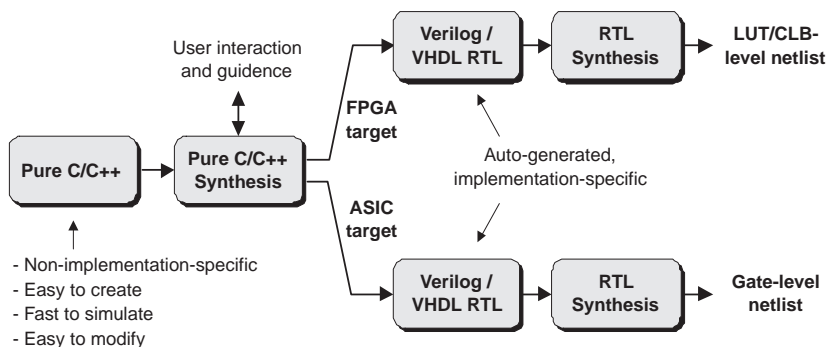 User interaction
and guidence
Pure C/C++
Pure C/C++
Synthesis
FPGA
target
ASIC
target
Verilog /
VHDL RTL
RTL
Synthesis
LUT/CLB-
level netlist
Auto-generated,
implementation-specific
Verilog /
VHDL RTL
RTL
Synthesis
Gate-level
netlist
- Non-implementation-specific
- Easy to create
- Fast to simulate
- Easy to modify